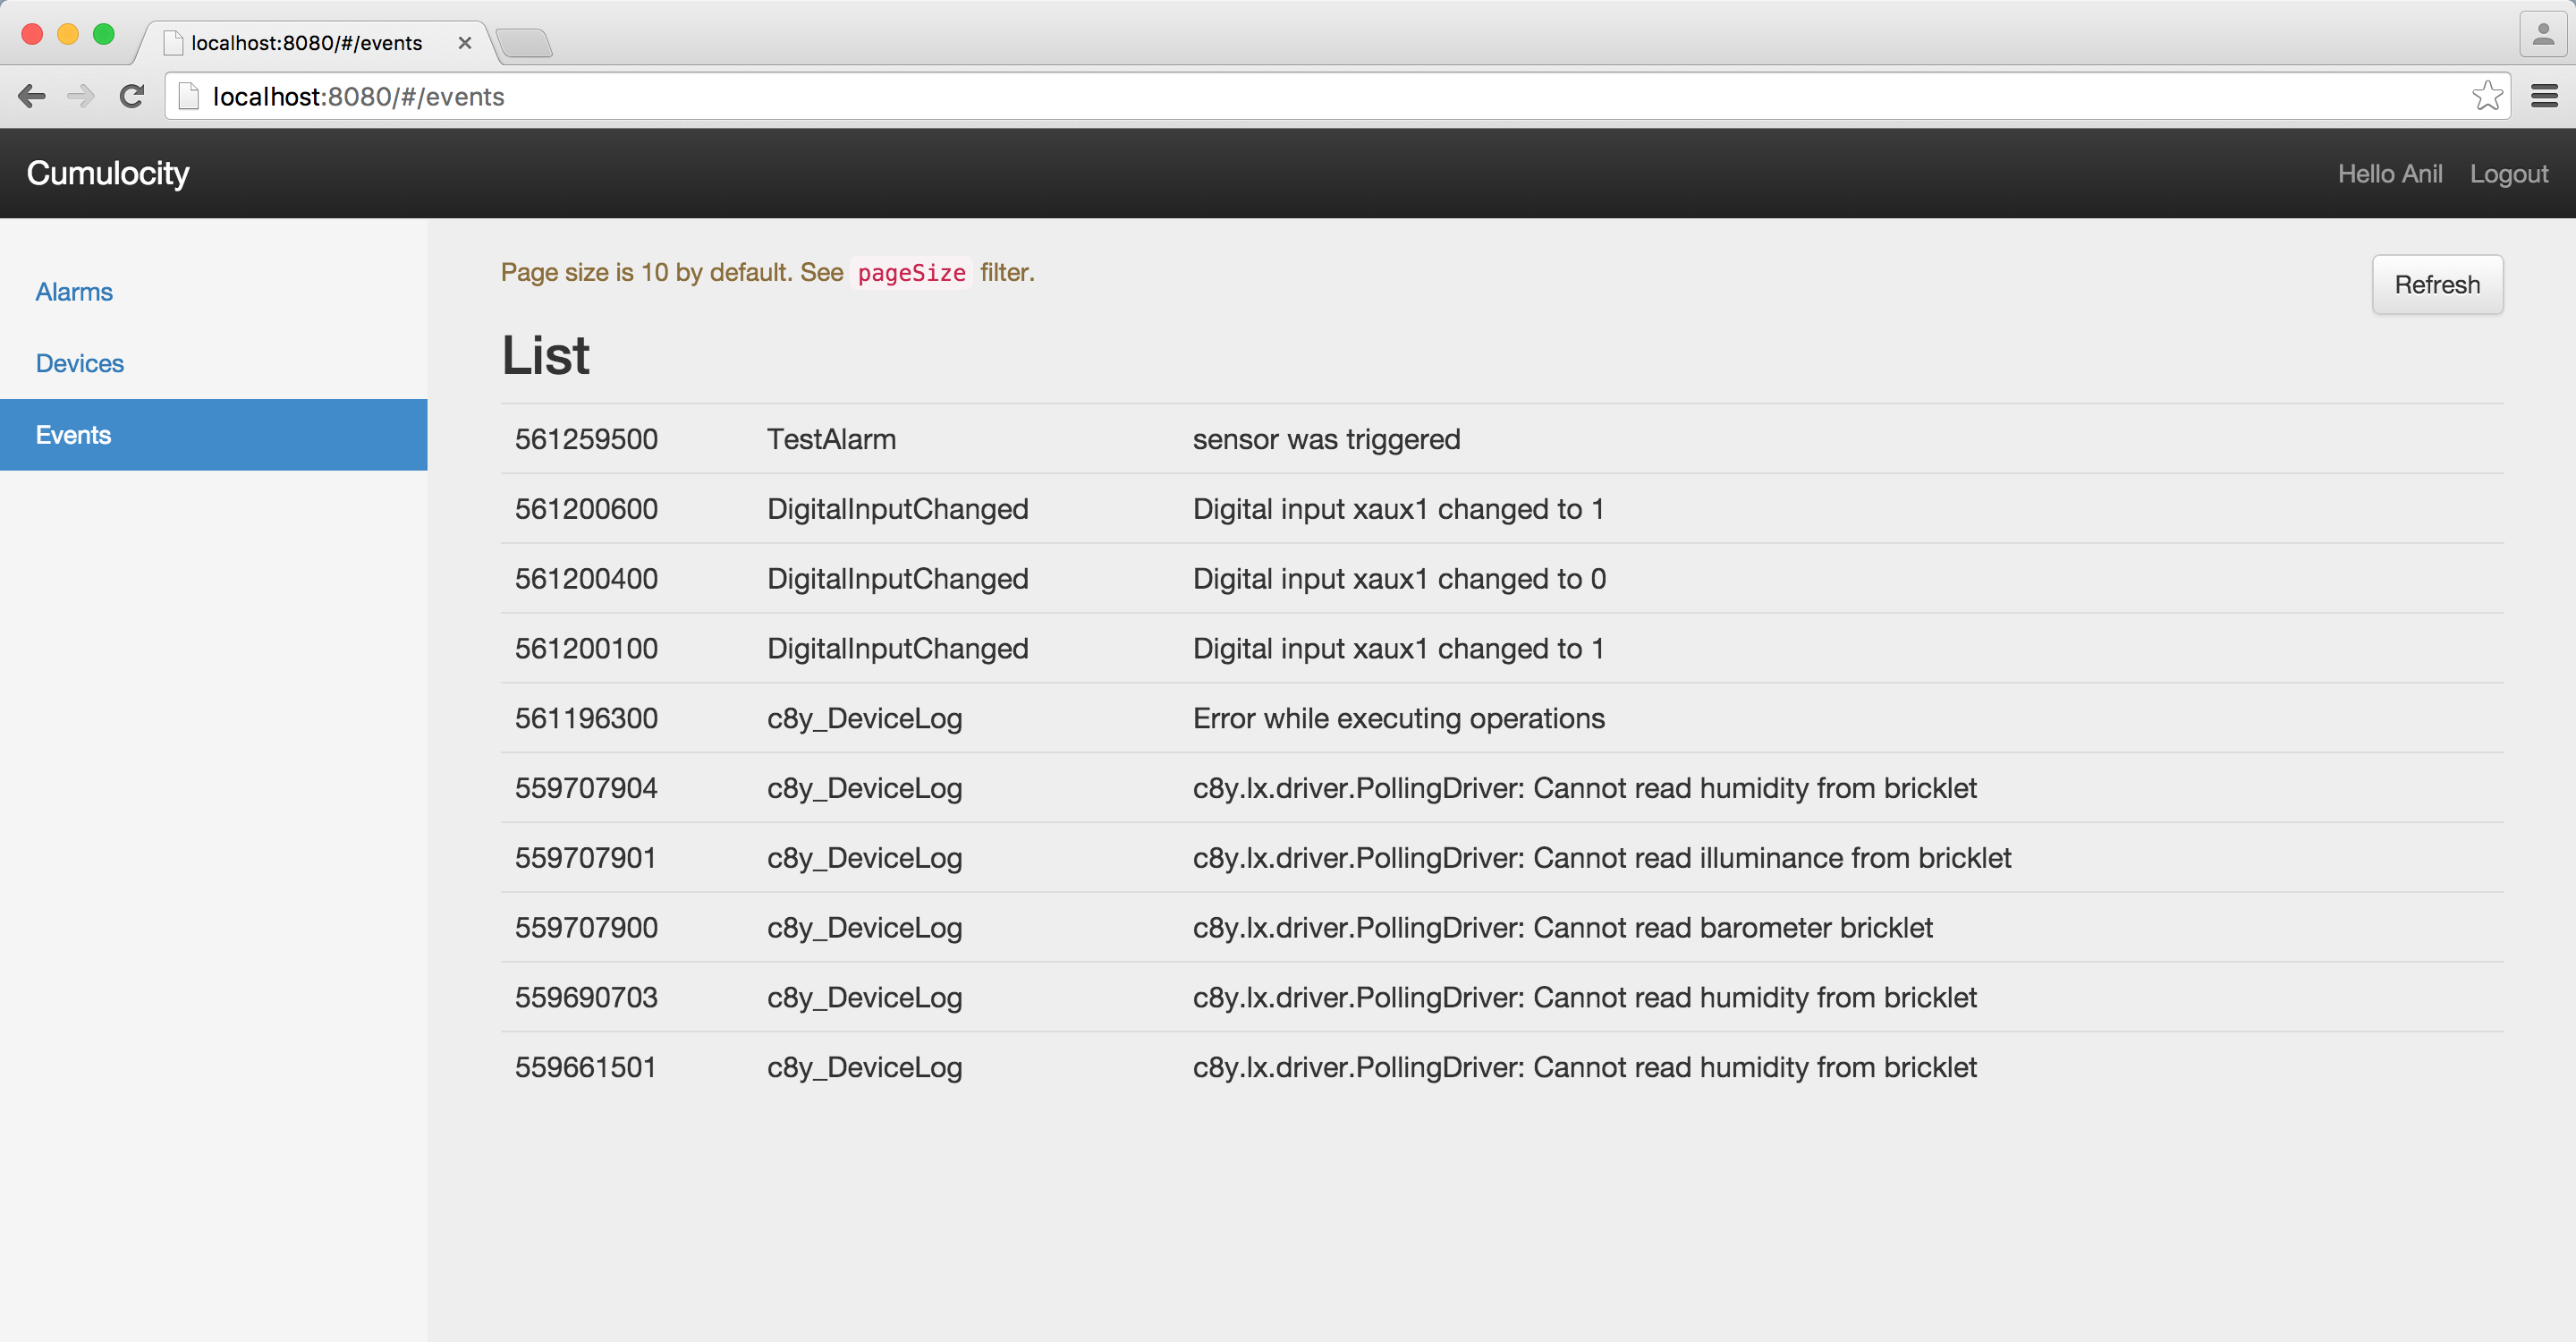 localhost:8080/#/events
localhost:8080/#/events
Cumulocity
Hello Anil Logout
Alarms
Devices
Events
Page size is 10 by default. See pageSize filter.
Refresh
List
561259500 TestAlarm sensor was triggered
561200600 DigitalInputChanged Digital input xaux1 changed to 1
561200400 DigitalInputChanged Digital input xaux1 changed to 0
561200100 DigitalInputChanged Digital input xaux1 changed to 1
561196300 c8y_DeviceLog Error while executing operations
559707904 c8y_DeviceLog c8y.lx.driver.PollingDriver: Cannot read humidity from bricklet
559707901 c8y_DeviceLog c8y.lx.driver.PollingDriver: Cannot read illuminance from bricklet
559707900 c8y_DeviceLog c8y.lx.driver.PollingDriver: Cannot read barometer bricklet
559690703 c8y_DeviceLog c8y.lx.driver.PollingDriver: Cannot read humidity from bricklet
559661501 c8y_DeviceLog c8y.lx.driver.PollingDriver: Cannot read humidity from bricklet